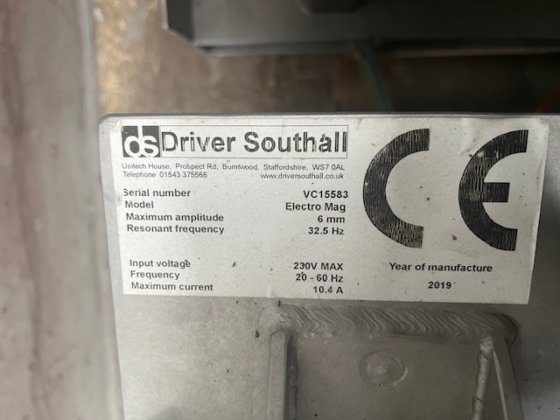 ds Driver Southall
Unitech House, Prospect Rd, Burntwood, Staffordshire, WS7 0AL
Telephone 01543 375566 www.driversouthall.co.uk
Serial number VC15583
Model Electro Mag
Maximum amplitude 6 mm
Resonant frequency 32.5 Hz
Input voltage 230V MAX
Frequency 20 - 60 Hz
Maximum current 10.4 A
CE
Year of manufacture
2019